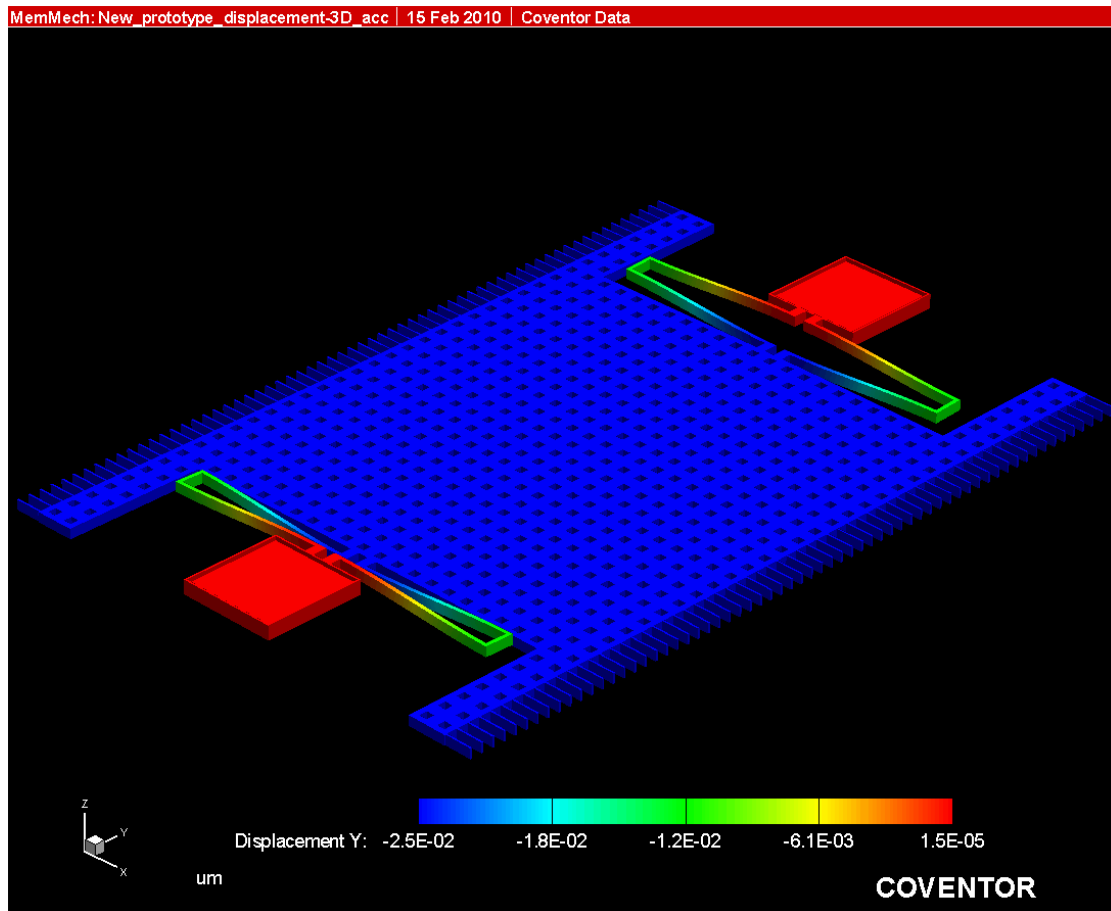 MemMech: New_prototype_displacement-3D_acc | 15 Feb 2010 | Coventor Data
Z
Y
X
um
Displacement Y: -2.5E-02 -1.8E-02 -1.2E-02 -6.1E-03 1.5E-05
COVENTOR